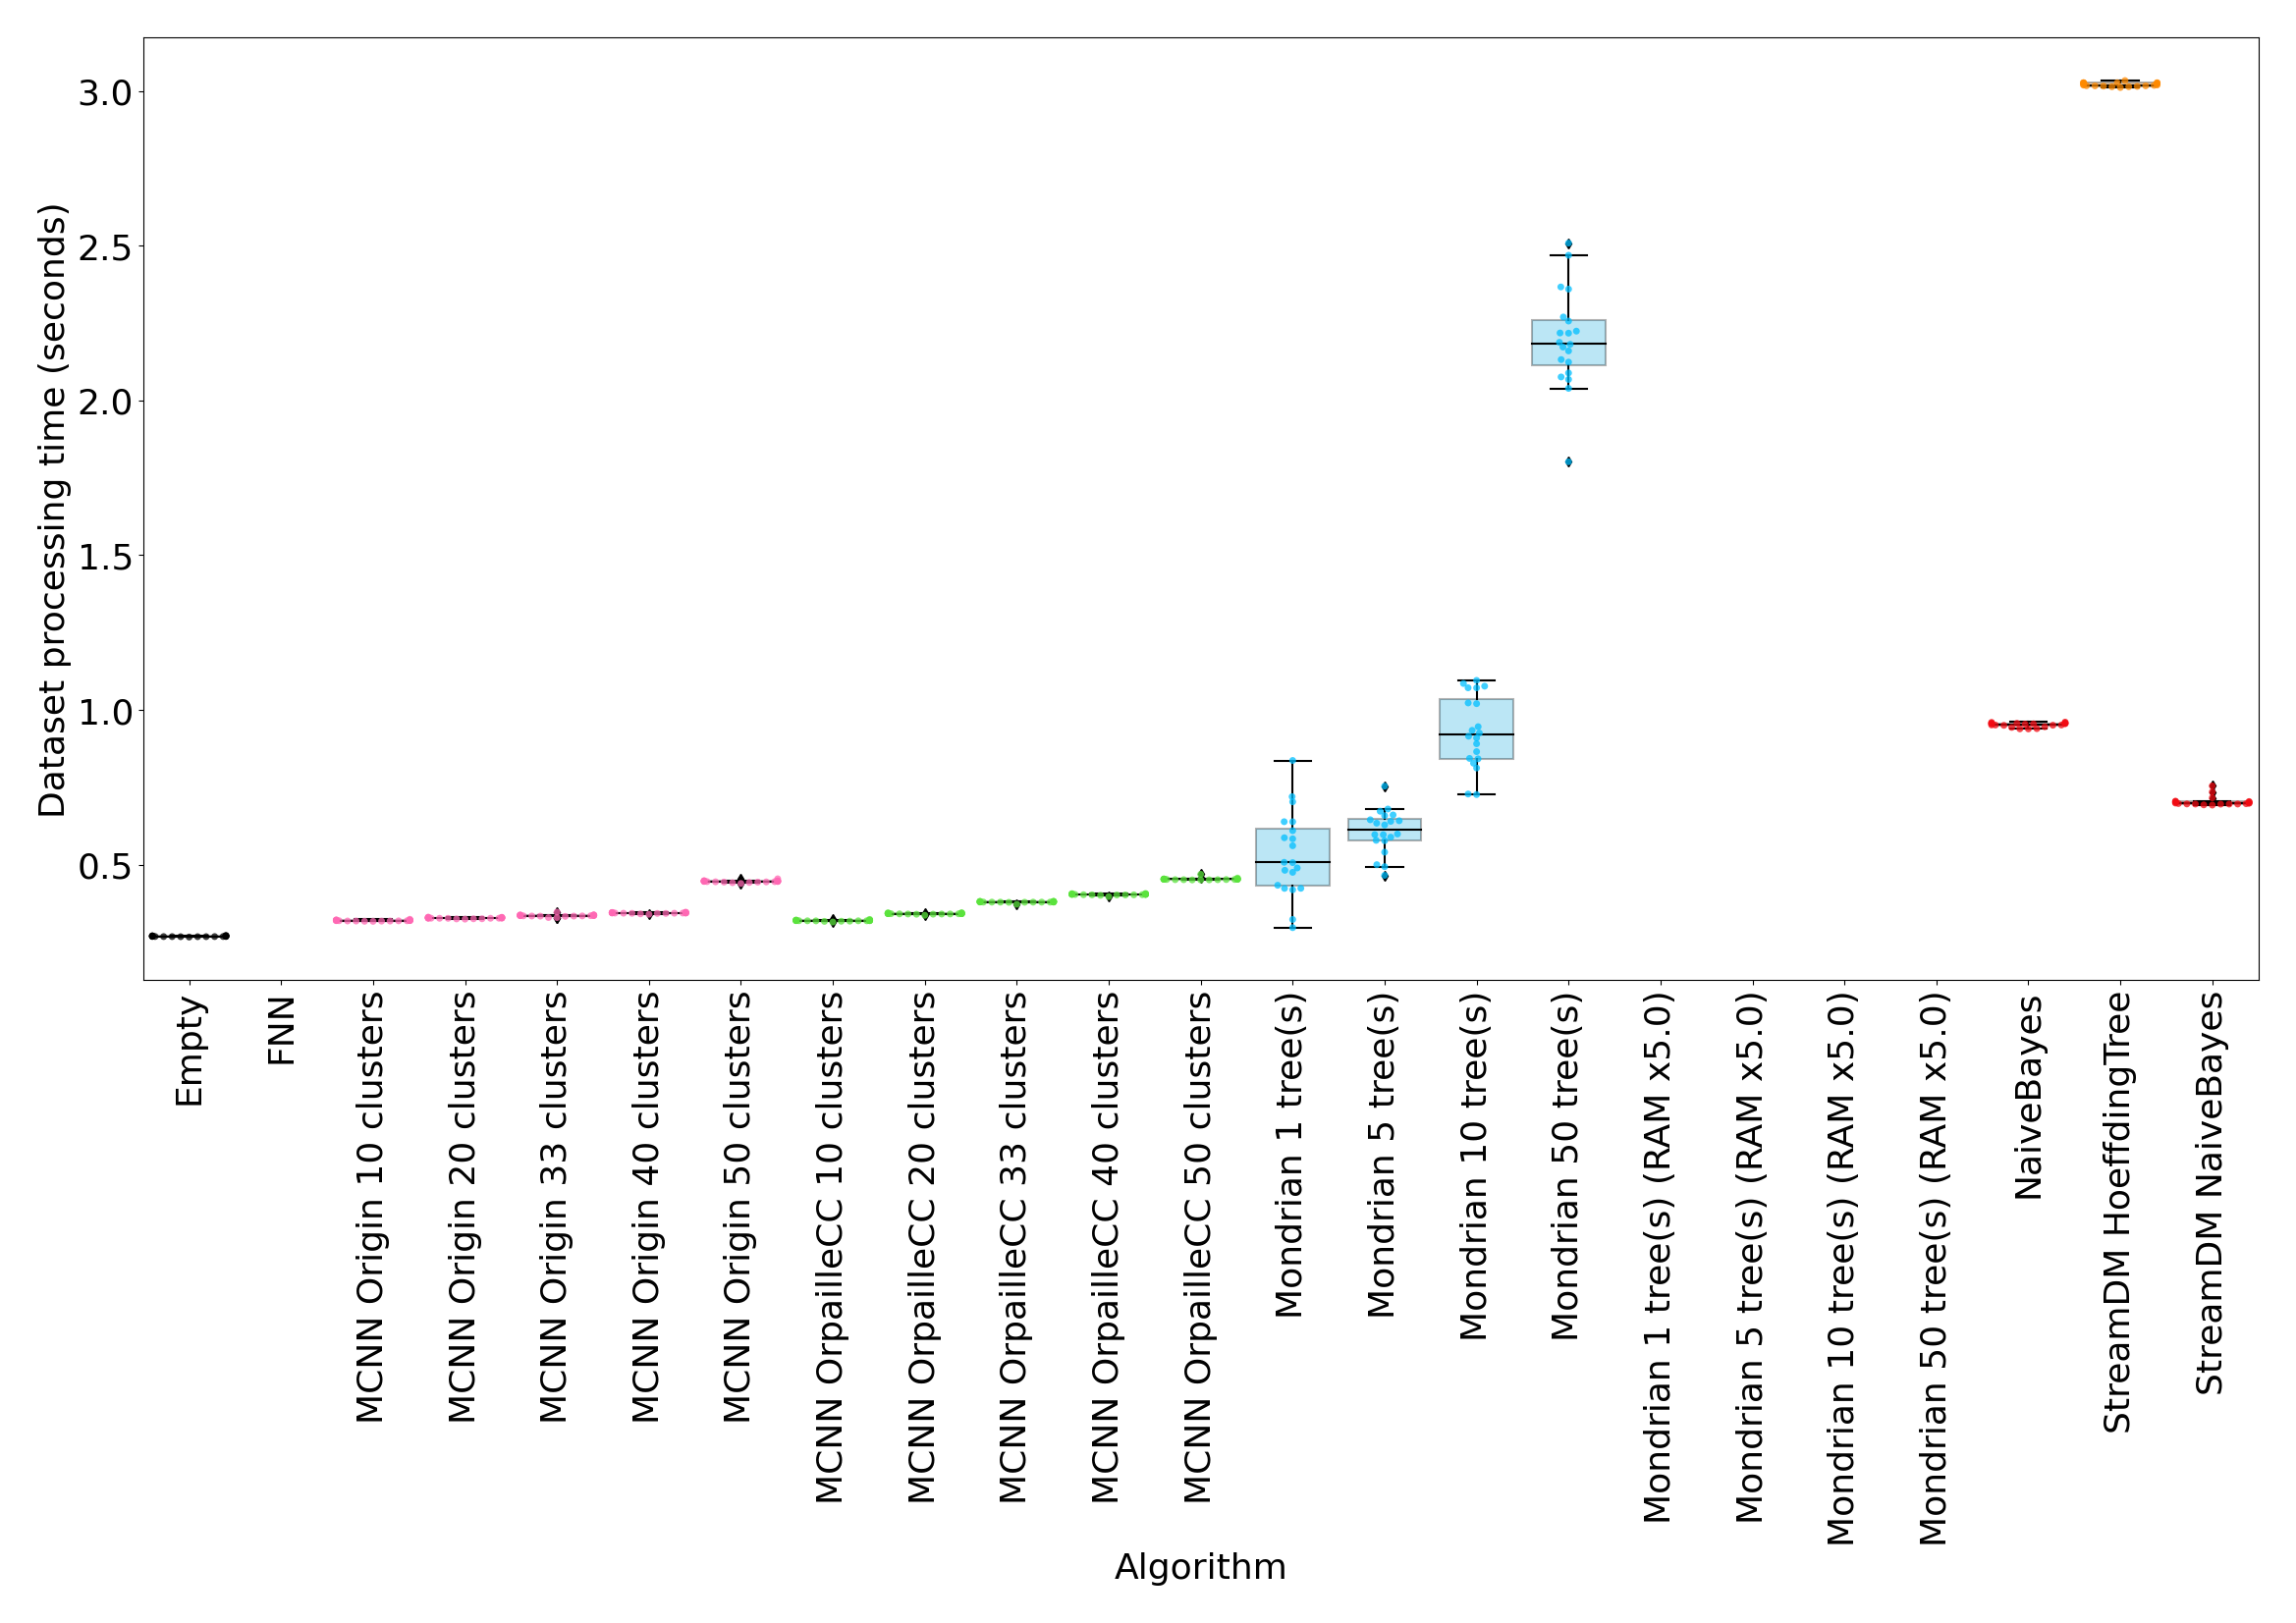 Dataset processing time (seconds)
3.0
2.5
2.0
1.5
1.0
0.5
Empty
FNN
MCNN Origin 10 clusters
MCNN Origin 20 clusters
MCNN Origin 33 clusters
MCNN Origin 40 clusters
MCNN Origin 50 clusters
MCNN OrpailleCC 10 clusters
MCNN OrpailleCC 20 clusters
MCNN OrpailleCC 33 clusters
MCNN OrpailleCC 40 clusters
MCNN OrpailleCC 50 clusters
Mondrian 1 tree(s)
Mondrian 5 tree(s)
Mondrian 10 tree(s)
Mondrian 50 tree(s)
Mondrian 1 tree(s) (RAM x5.0)
Mondrian 5 tree(s) (RAM x5.0)
Mondrian 10 tree(s) (RAM x5.0)
Mondrian 50 tree(s) (RAM x5.0)
NaiveBayes
StreamDM HoeffdingTree
StreamDM NaiveBayes
Algorithm